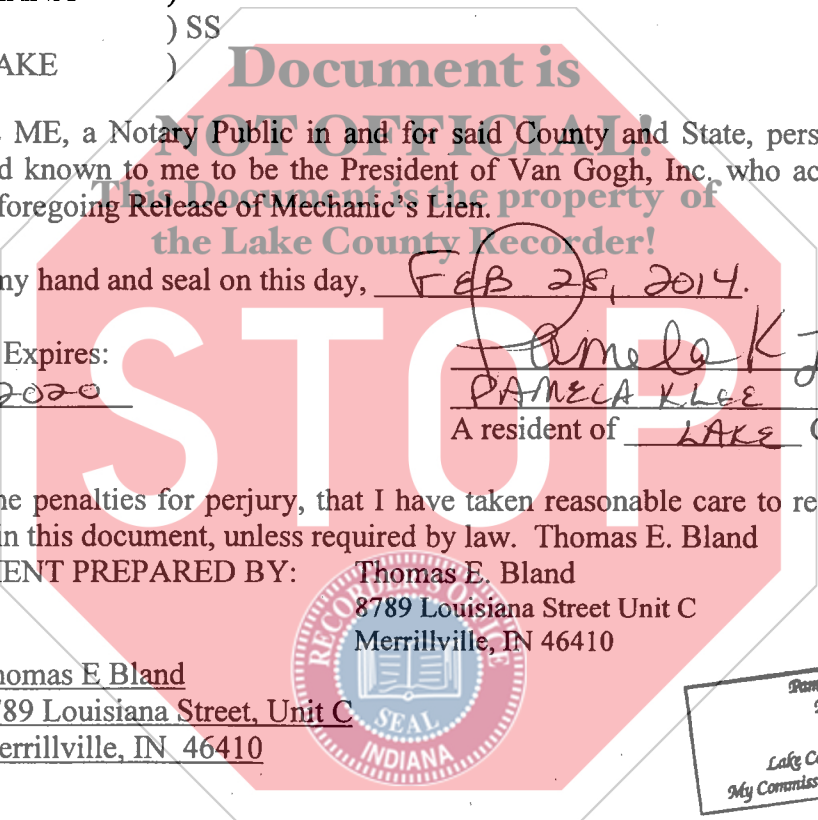 ) SS
AKE )
Document is
NOT OFFICIAL!
ME, a Notary Public in and for said County and State, pers
d known to me to be the President of Van Gogh, Inc. who ac
This Document is the property of
foregoing Release of Mechanic's Lien.
the Lake County Recorder!
my hand and seal on this day, FEB 28, 2014.
Expires:
2020
Pamela K
PAMELA KLEE
A resident of LAKE C
STOP
he penalties for perjury, that I have taken reasonable care to re
in this document, unless required by law. Thomas E. Bland
ENT PREPARED BY: Thomas E. Bland
8789 Louisiana Street Unit C
Merrillville, IN 46410
RECORDER'S OFFICE
SEAL
INDIANA
homas E Bland
789 Louisiana Street, Unit C
errillville, IN 46410
Pam
Lake Co
My Commiss